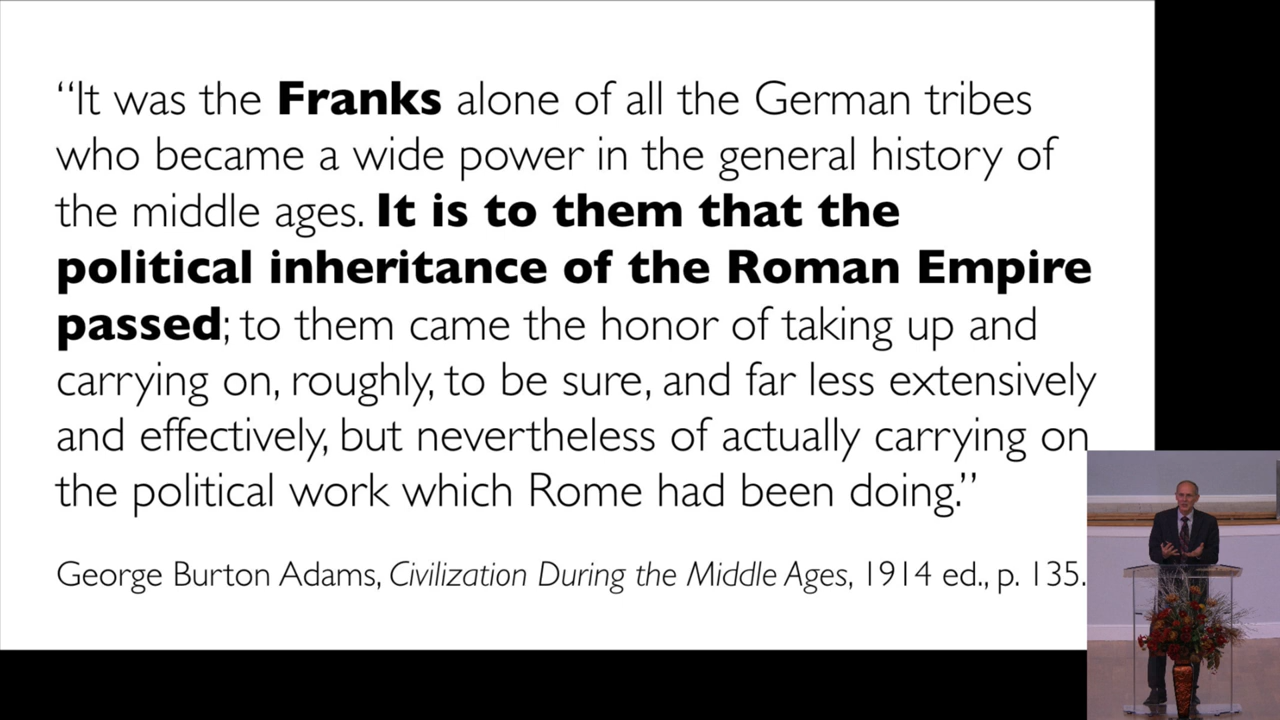 “It was the Franks alone of all the German tribes
who became a wide power in the general history of
the middle ages. It is to them that the
political inheritance of the Roman Empire
passed; to them came the honor of taking up and
carrying on, roughly, to be sure, and far less extensively
and effectively, but nevertheless of actually carrying on
the political work which Rome had been doing.”
George Burton Adams, Civilization During the Middle Ages, 1914 ed., p. 135.